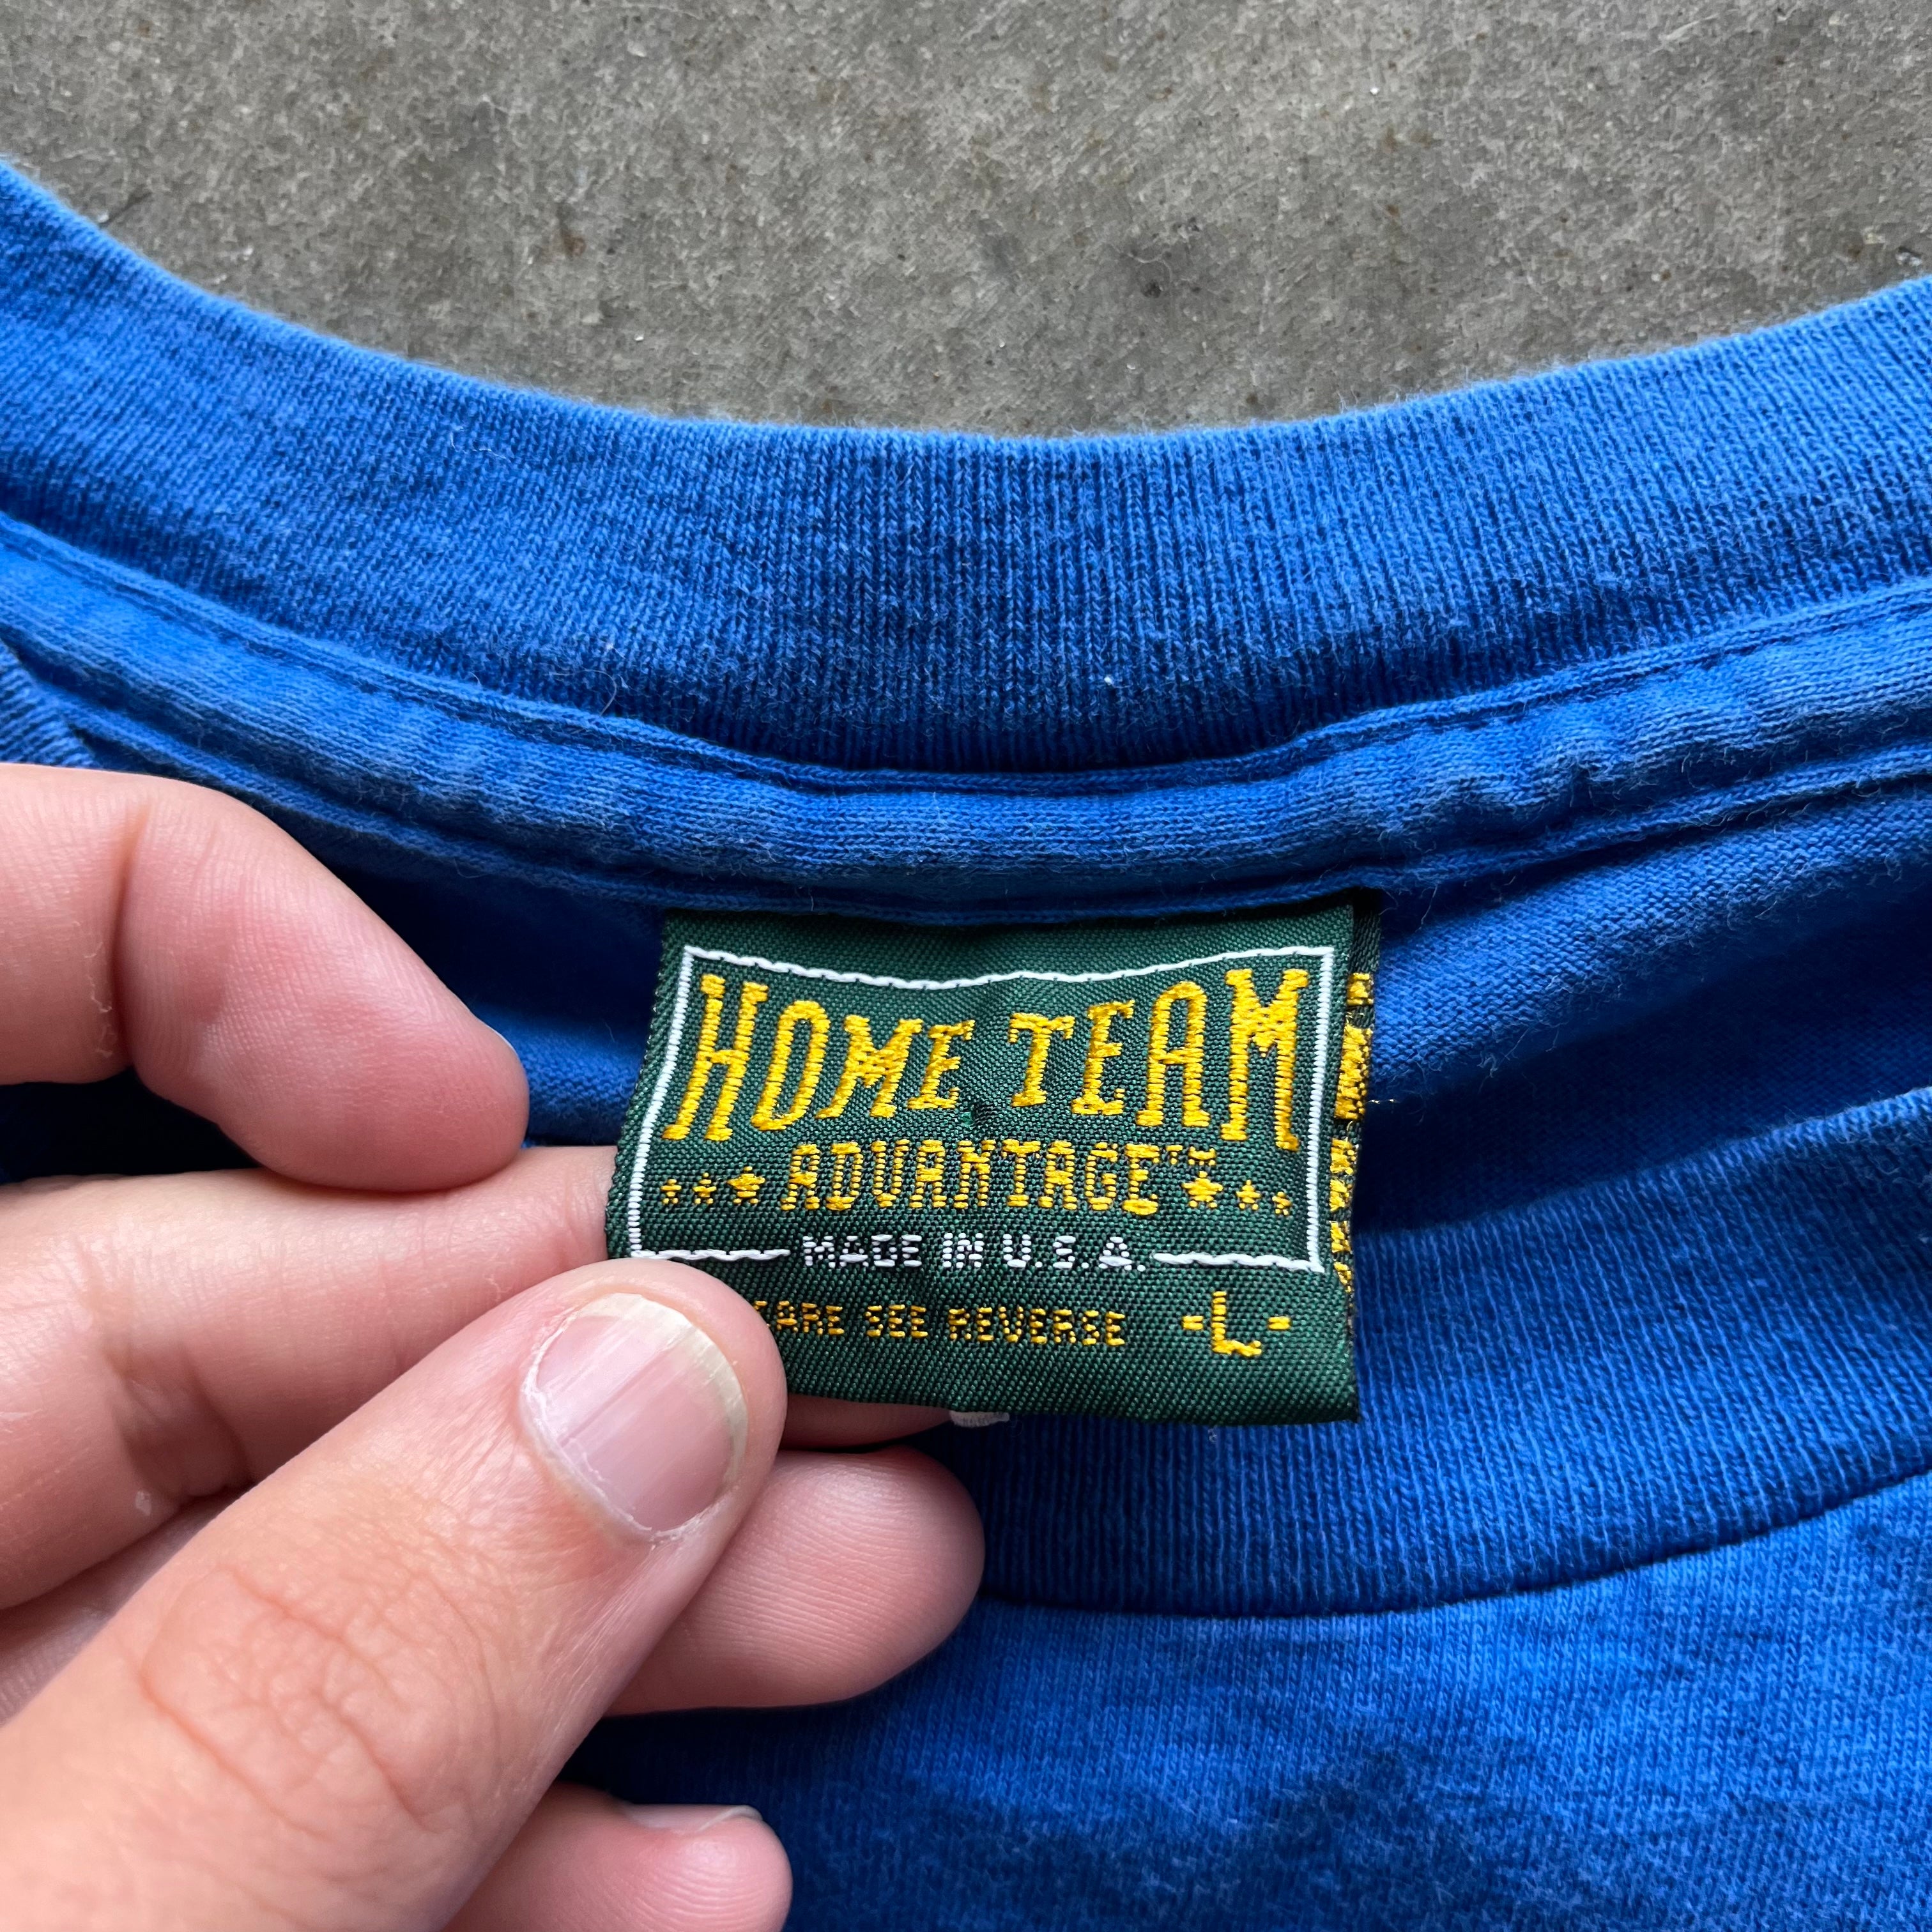 HOME TEAM
ADVANTAGE™
MADE IN U.S.A.
CARE SEE REVERSE -L-